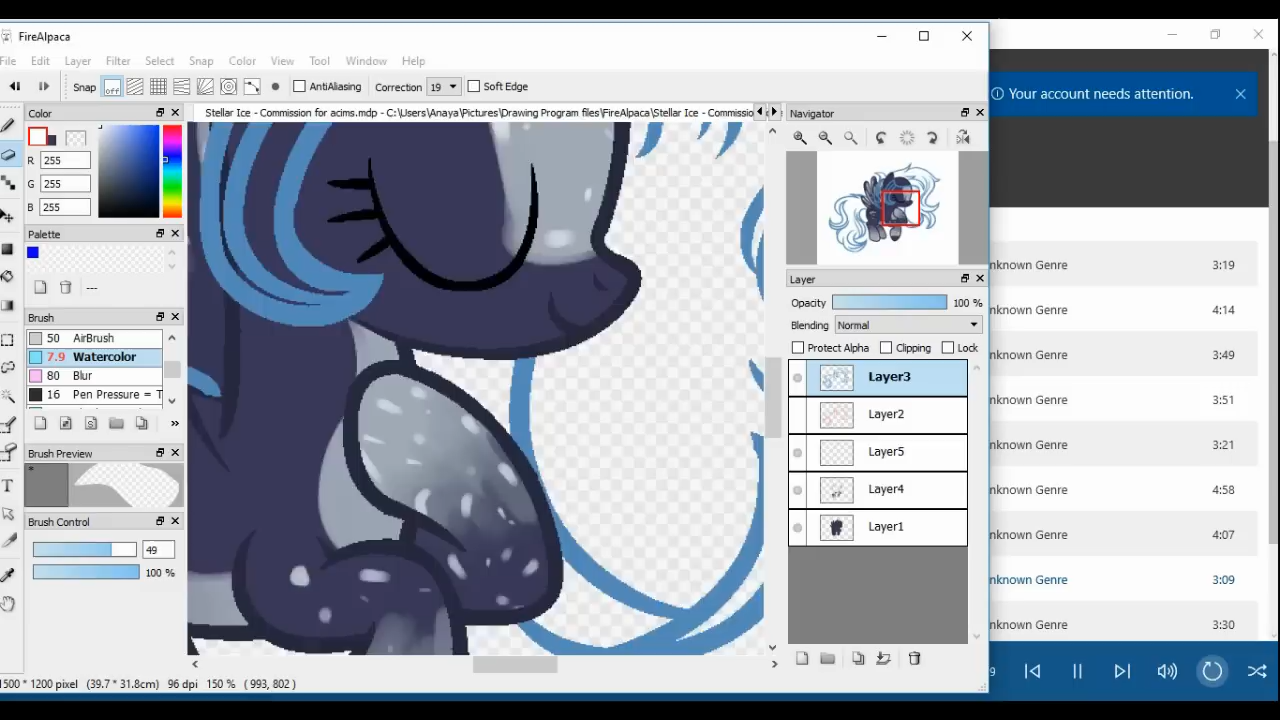 FireAlpaca
File Edit Layer Filter Select Snap Color View Tool Window Help
Snap off AntiAliasing Correction 19 Soft Edge
Color
Stellar Ice - Commission for acims.mdp - C:\Users\Anaya\Pictures\Drawing Program files\FireAlpaca\Stellar Ice - Commissio
Navigator
Your account needs attention.
R 255
G 255
B 255
Palette
---
Brush
50 AirBrush
7.9 Watercolor
80 Blur
16 Pen Pressure = T
Brush Preview
*
Brush Control
49
100 %
Layer
Opacity 100 %
Blending Normal
Protect Alpha Clipping Lock
Layer3
Layer2
Layer5
Layer4
Layer1
nknown Genre 3:19
nknown Genre 4:14
nknown Genre 3:49
nknown Genre 3:51
nknown Genre 3:21
nknown Genre 4:58
nknown Genre 4:07
nknown Genre 3:09
nknown Genre 3:30
9
1500 * 1200 pixel (39.7 * 31.8cm) 96 dpi 150 % ( 993, 802 )